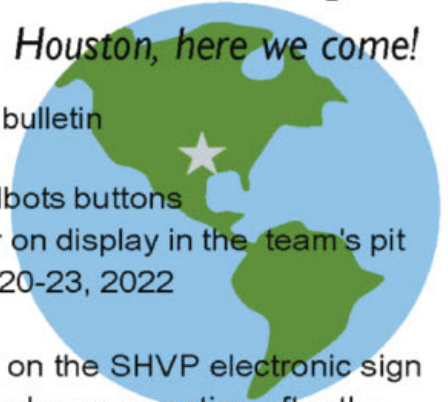 Houston, here we come!
bulletin
lbots buttons
on display in the team's pit
20-23, 2022
on the SHVP electronic sign